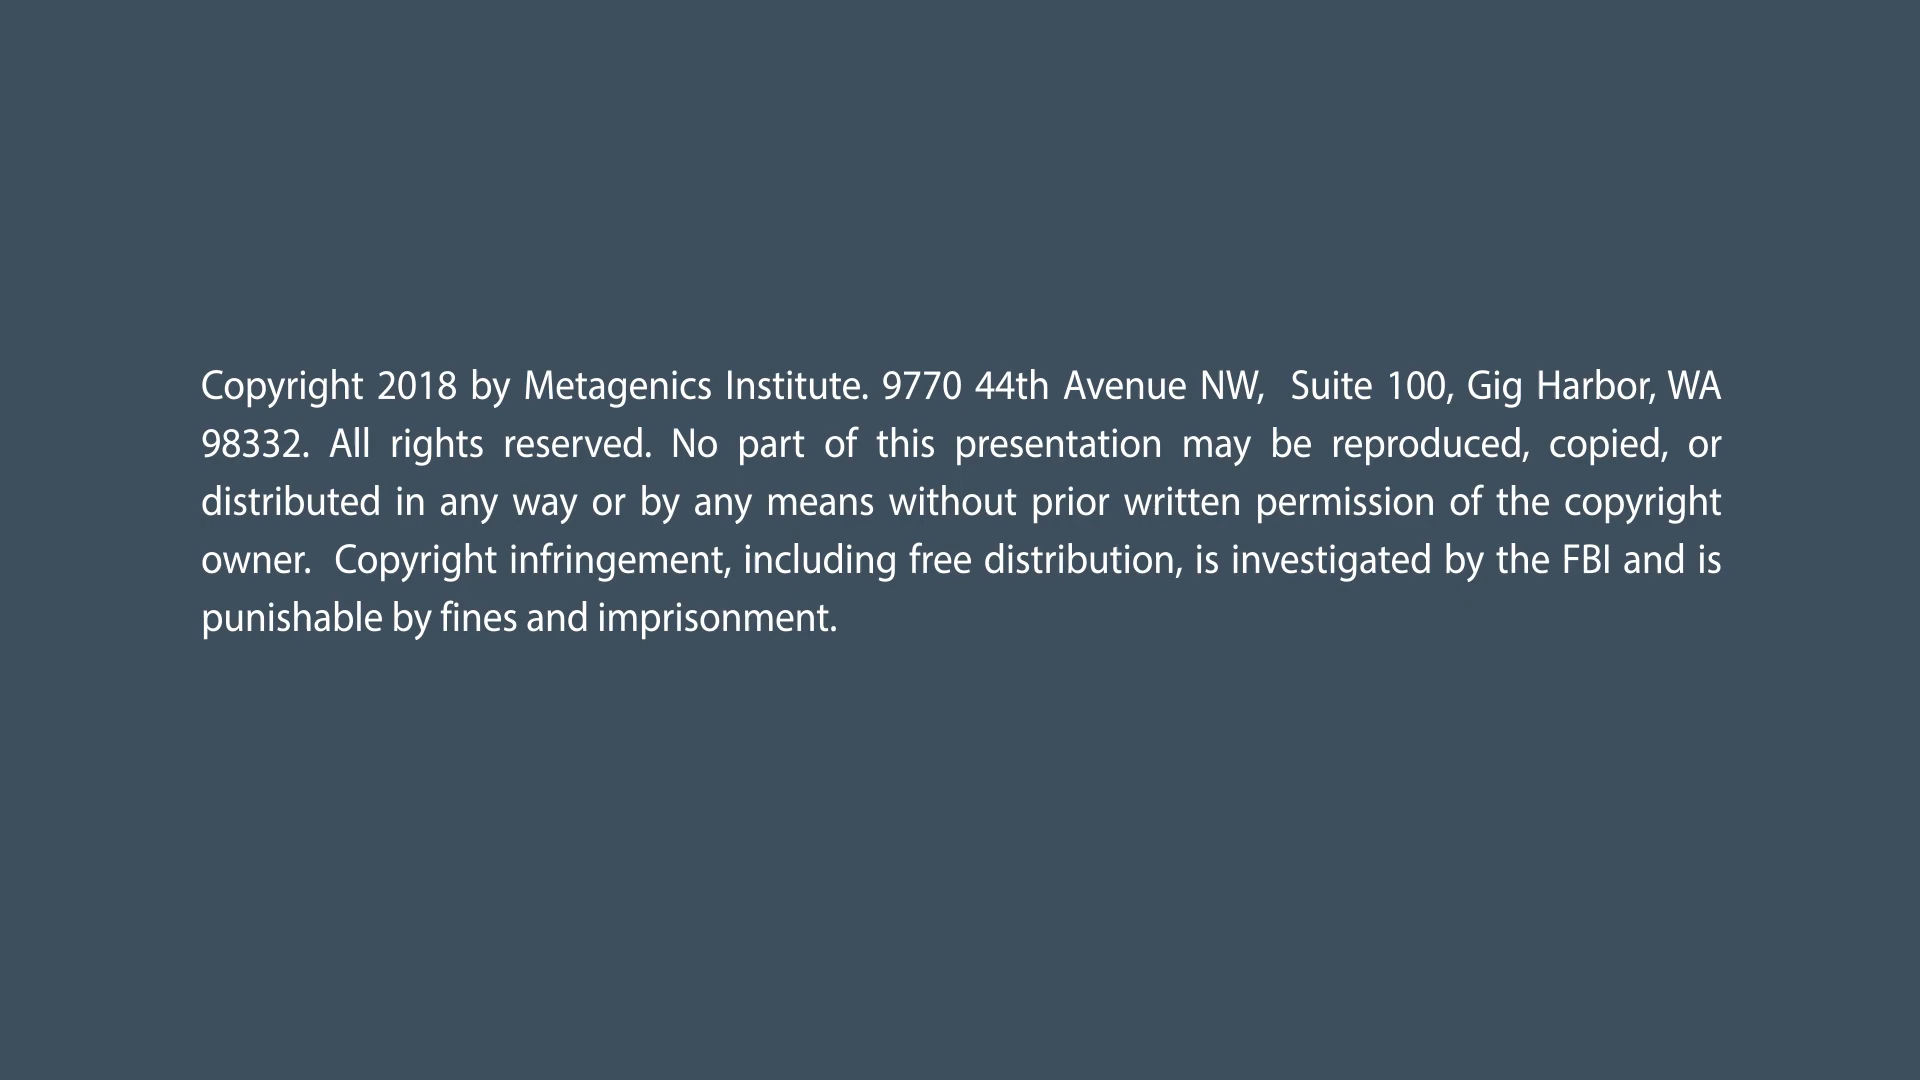 Copyright 2018 by Metagenics Institute. 9770 44th Avenue NW,  Suite 100, Gig Harbor, WA
98332. All rights reserved. No part of this presentation may be reproduced, copied, or
distributed in any way or by any means without prior written permission of the copyright
owner.  Copyright infringement, including free distribution, is investigated by the FBI and is
punishable by fines and imprisonment.